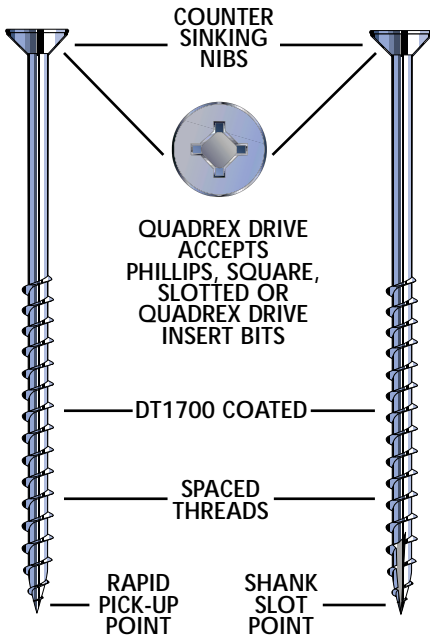 COUNTER
SINKING
NIBS
QUADREX DRIVE
ACCEPTS
PHILLIPS, SQUARE,
SLOTTED OR
QUADREX DRIVE
INSERT BITS
DT1700 COATED
SPACED
THREADS
RAPID
PICK-UP
POINT
SHANK
SLOT
POINT